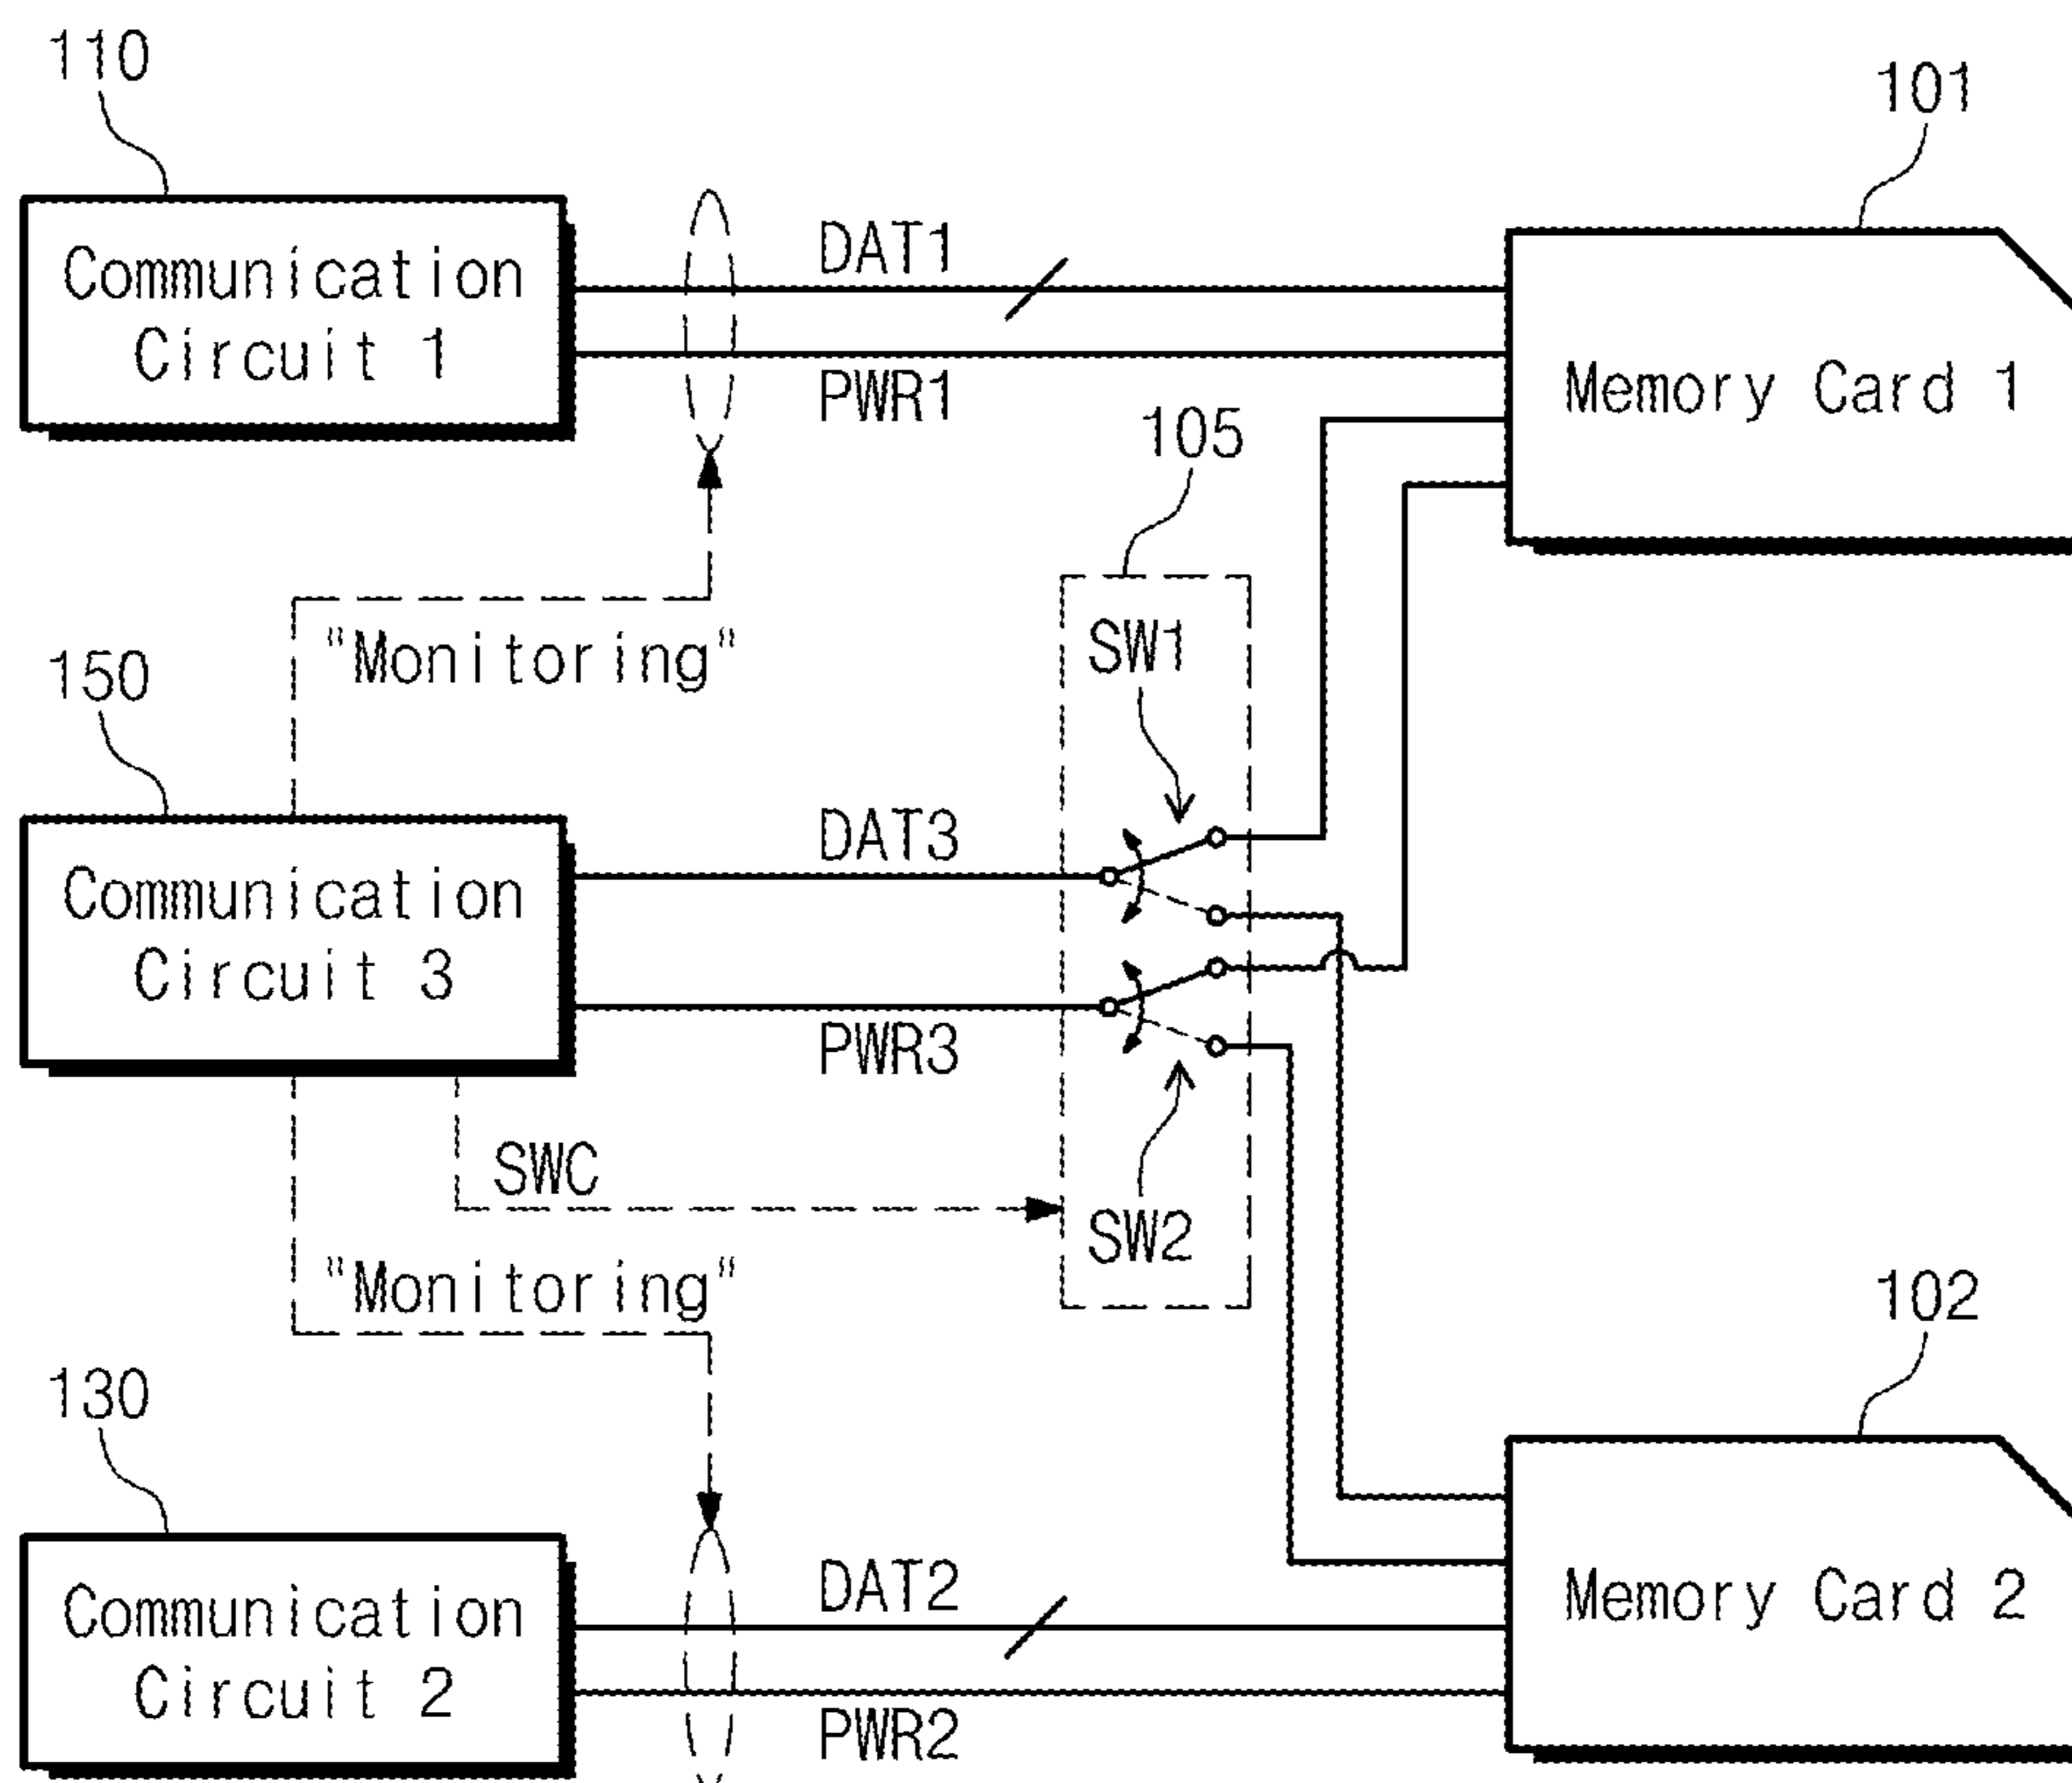 110
101
Communication
Circuit 1
DAT1
PWR1
Memory Card 1
105
"Monitoring"
SW1
150
Communication
Circuit 3
DAT3
PWR3
SWC
SW2
"Monitoring"
102
130
Communication
Circuit 2
DAT2
PWR2
Memory Card 2